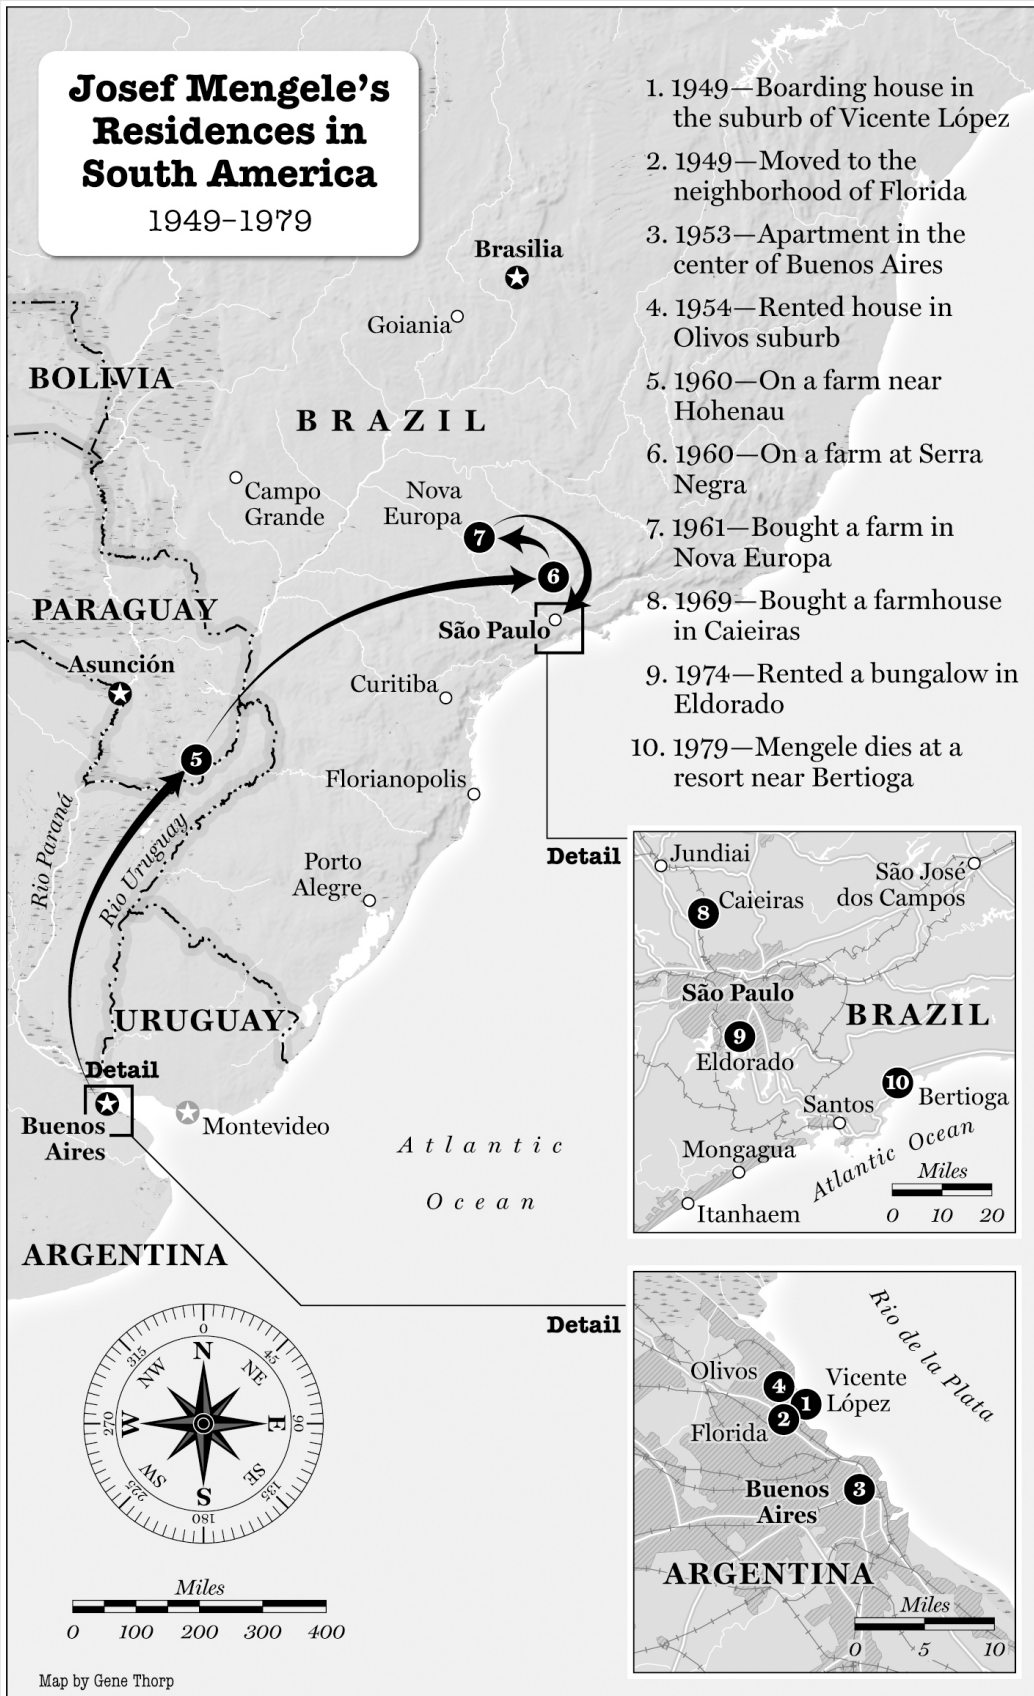 Josef Mengele’s
Residences in
South America
1949–1979
1. 1949—Boarding house in
the suburb of Vicente López
2. 1949—Moved to the
neighborhood of Florida
3. 1953—Apartment in the
center of Buenos Aires
4. 1954—Rented house in
Olivos suburb
5. 1960—On a farm near
Hohenau
6. 1960—On a farm at Serra
Negra
7. 1961—Bought a farm in
Nova Europa
8. 1969—Bought a farmhouse
in Caieiras
9. 1974—Rented a bungalow in
Eldorado
10. 1979—Mengele dies at a
resort near Bertioga
Brasilia
Goiania
BOLIVIA
BRAZIL
Campo
Grande
Nova
Europa
7
6
PARAGUAY
São Paulo
Asunción
Curitiba
5
Florianopolis
Rio Paraná
Rio Uruguay
Porto
Alegre
URUGUAY
Detail
Buenos
Aires
Montevideo
Atlantic
Ocean
ARGENTINA
Detail
Jundiai
São José
dos Campos
8
Caieiras
São Paulo
BRAZIL
9
Eldorado
10
Bertioga
Santos
Mongagua
Atlantic Ocean
Itanhaem
Miles
0 10 20
Detail
Rio de la Plata
Olivos
4
1
Vicente
López
2
Florida
Buenos
Aires
3
ARGENTINA
Miles
0 5 10
0
N
45
NE
90
E
135
SE
180
S
225
SW
270
W
315
NW
Miles
0 100 200 300 400
Map by Gene Thorp